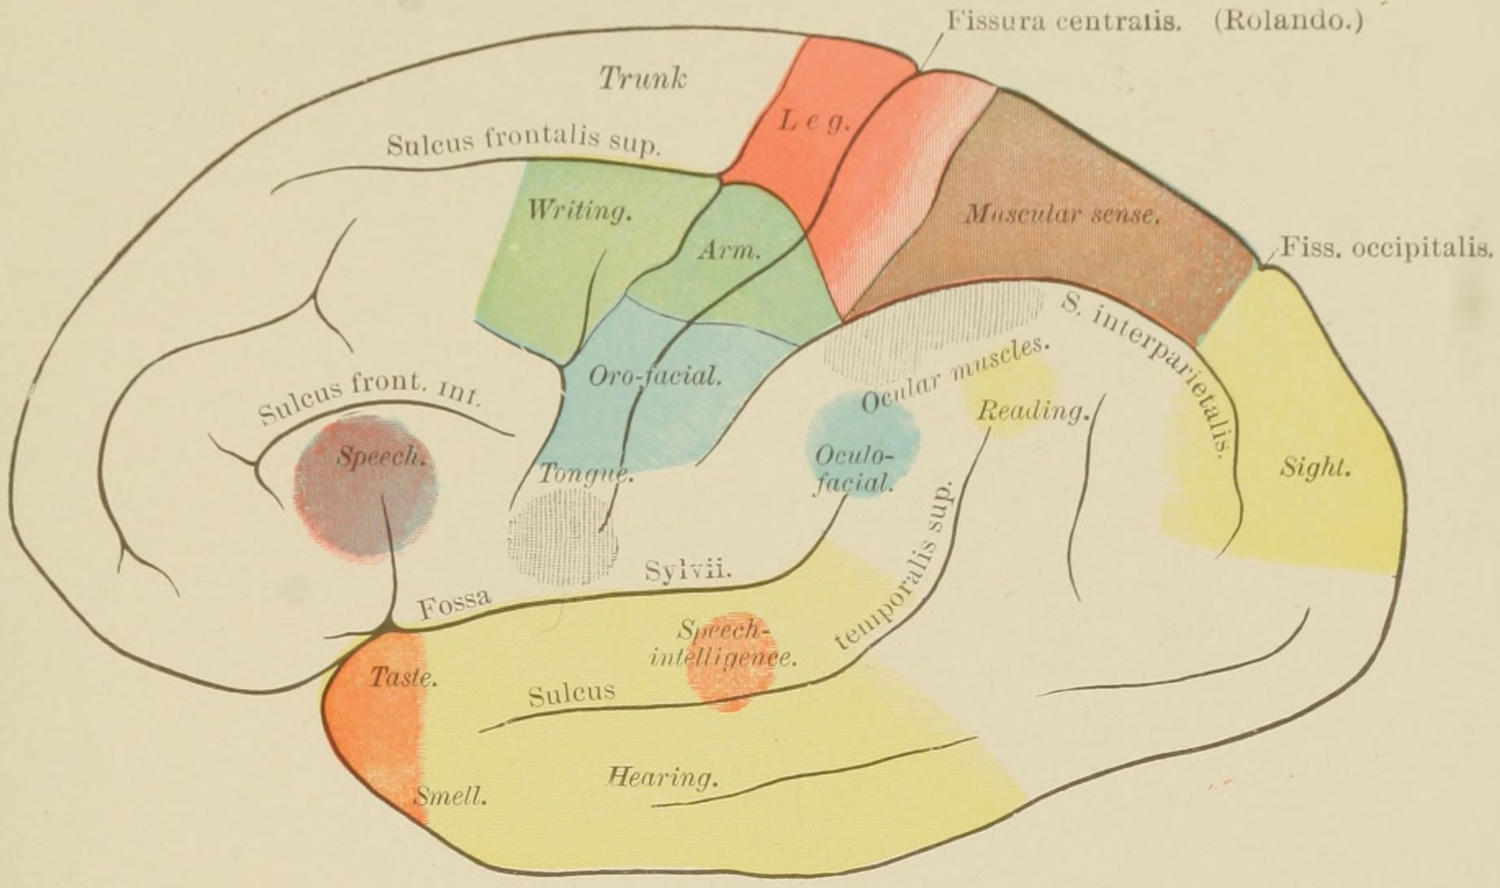 Fissura centralis. (Rolando.)
Trunk
Leg.
Sulcus frontalis sup.
Writing.
Muscular sense.
Arm.
Fiss. occipitalis.
S. interparietalis.
Ocular muscles.
Oro-facial.
Sulcus front. inf.
Reading.
Speech.
Oculo-
facial.
Sight.
Tongue.
Fossa Sylvii.
Speech-
intelligence.
Taste.
Sulcus temporalis sup.
Hearing.
Smell.